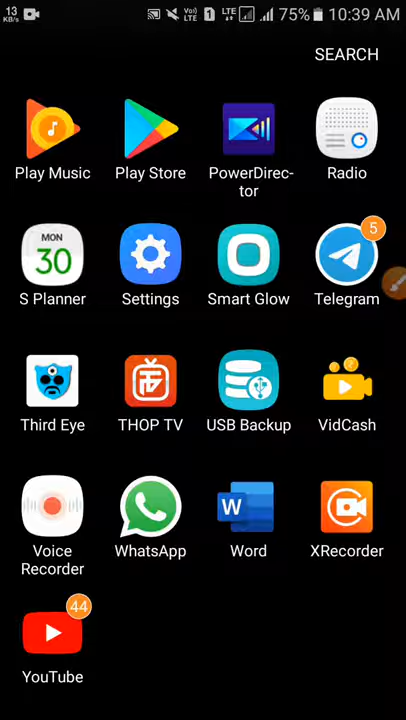 13
KB/s
Vo))
LTE
1
LTE
75%
10:39 AM
SEARCH
Play Music
Play Store
PowerDirec-
tor
Radio
MON
30
5
S Planner
Settings
Smart Glow
Telegram
Third Eye
THOP TV
USB Backup
VidCash
W
Voice
Recorder
WhatsApp
Word
XRecorder
44
YouTube